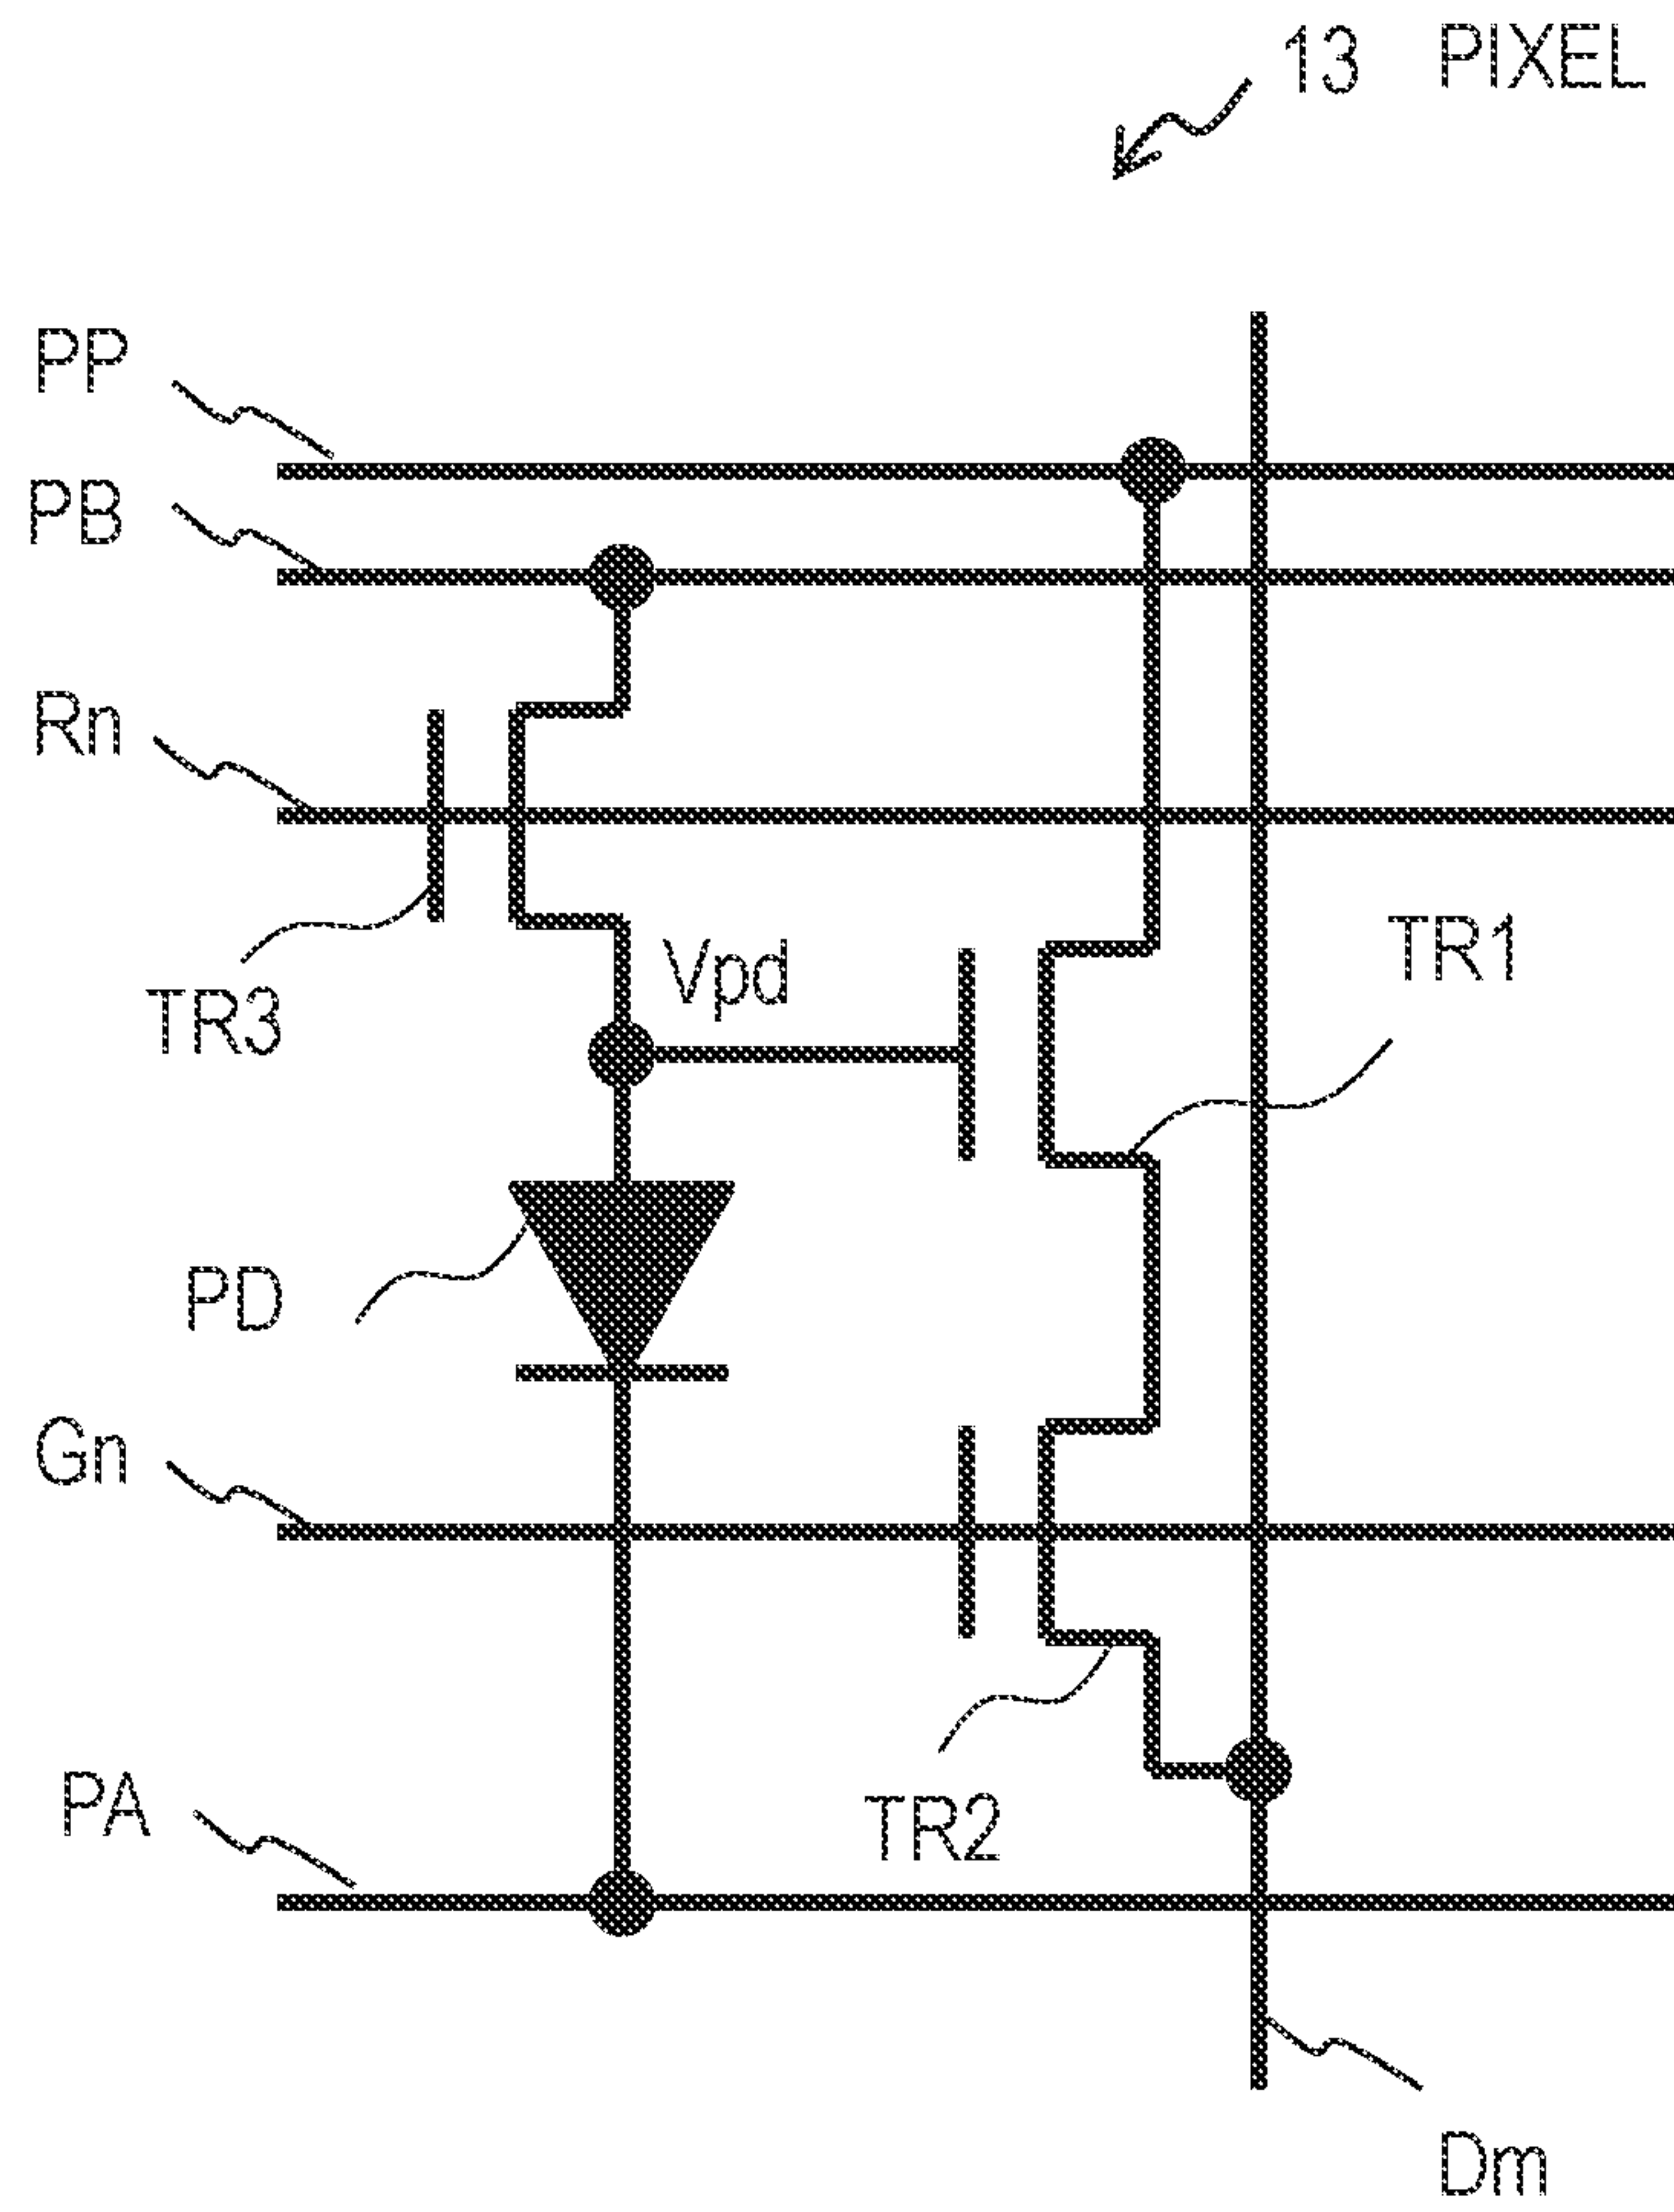 13 PIXEL
PP
PB
Rn
TR1
Vpd
TR3
PD
Gn
PA
TR2
Dm